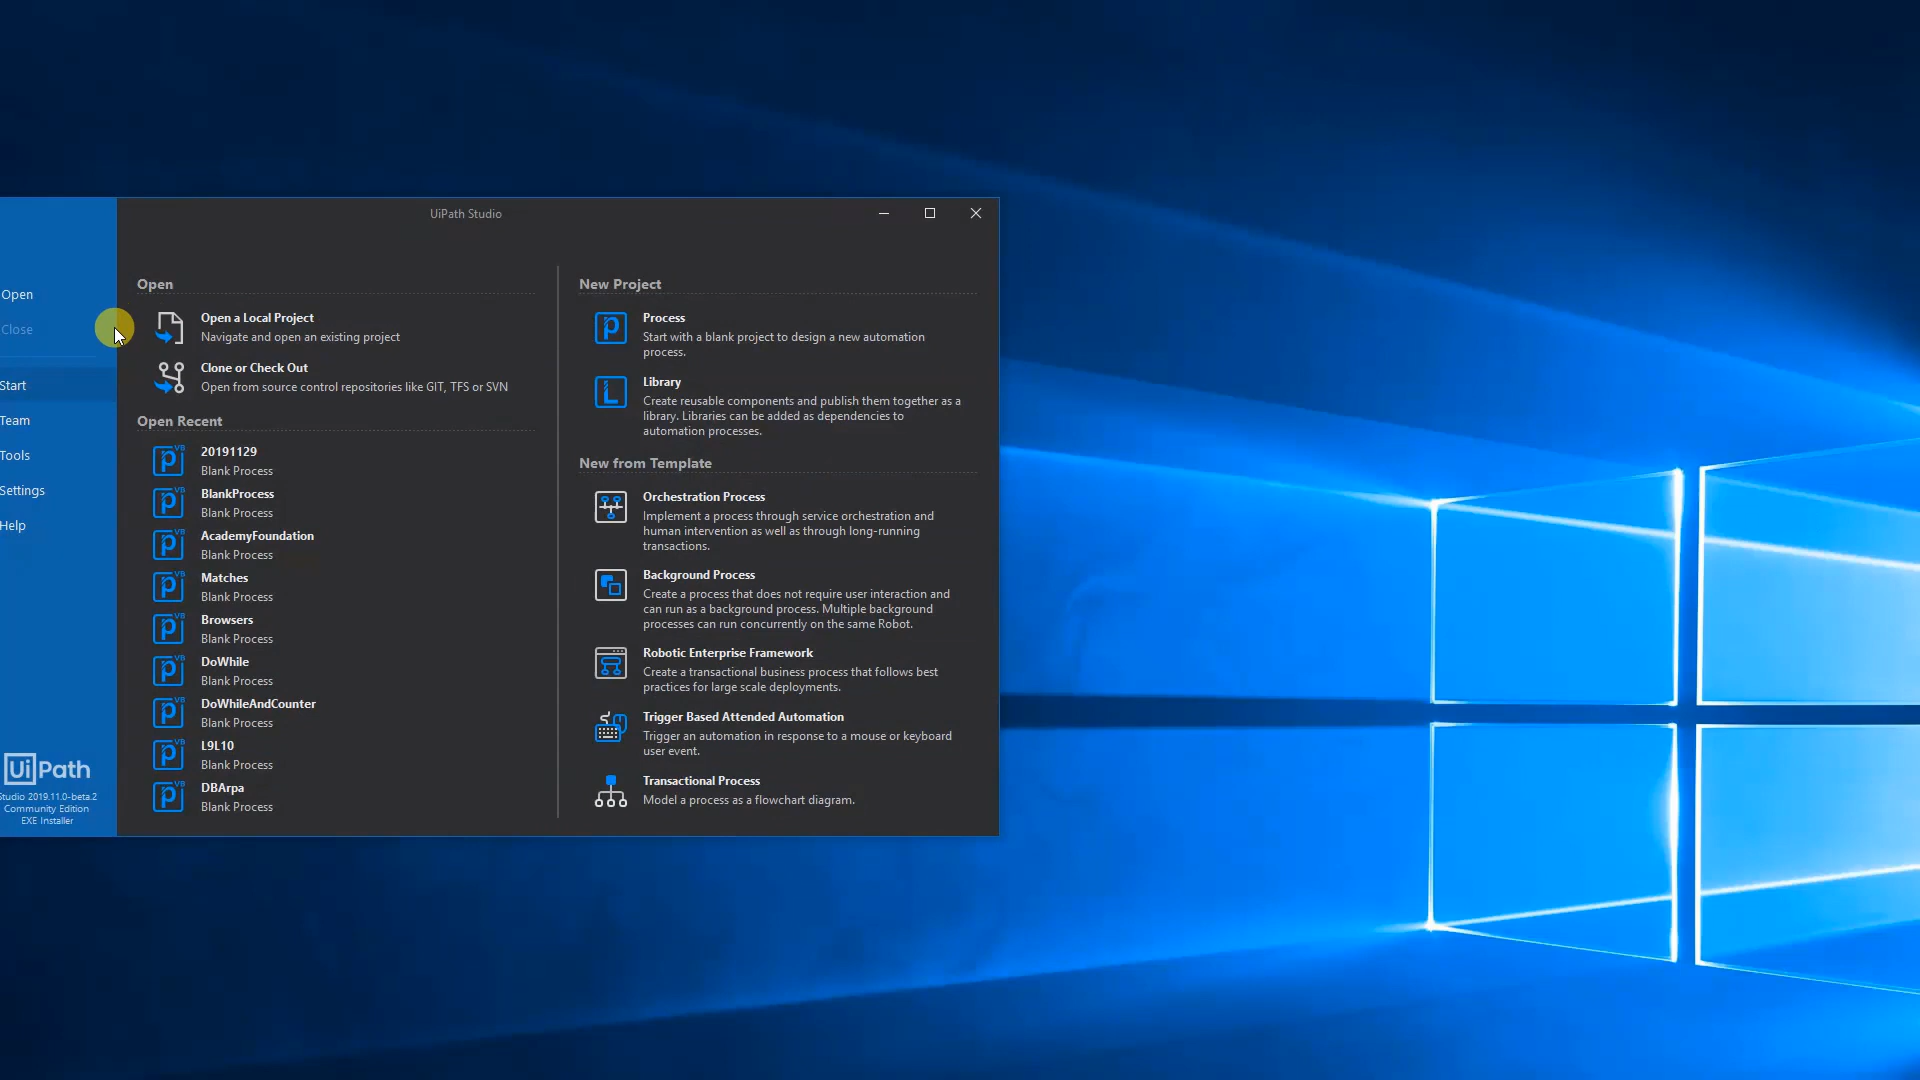 UiPath Studio
Open
Close
Start
Team
Tools
Settings
Help
UiPath
Studio 2019.11.0-beta.2
Community Edition
EXE Installer
Open
Open a Local Project
Navigate and open an existing project
Clone or Check Out
Open from source control repositories like GIT, TFS or SVN
Open Recent
20191129
Blank Process
BlankProcess
Blank Process
AcademyFoundation
Blank Process
Matches
Blank Process
Browsers
Blank Process
DoWhile
Blank Process
DoWhileAndCounter
Blank Process
L9L10
Blank Process
DBArpa
Blank Process
New Project
Process
Start with a blank project to design a new automation
process.
Library
Create reusable components and publish them together as a
library. Libraries can be added as dependencies to
automation processes.
New from Template
Orchestration Process
Implement a process through service orchestration and
human intervention as well as through long-running
transactions.
Background Process
Create a process that does not require user interaction and
can run as a background process. Multiple background
processes can run concurrently on the same Robot.
Robotic Enterprise Framework
Create a transactional business process that follows best
practices for large scale deployments.
Trigger Based Attended Automation
Trigger an automation in response to a mouse or keyboard
user event.
Transactional Process
Model a process as a flowchart diagram.